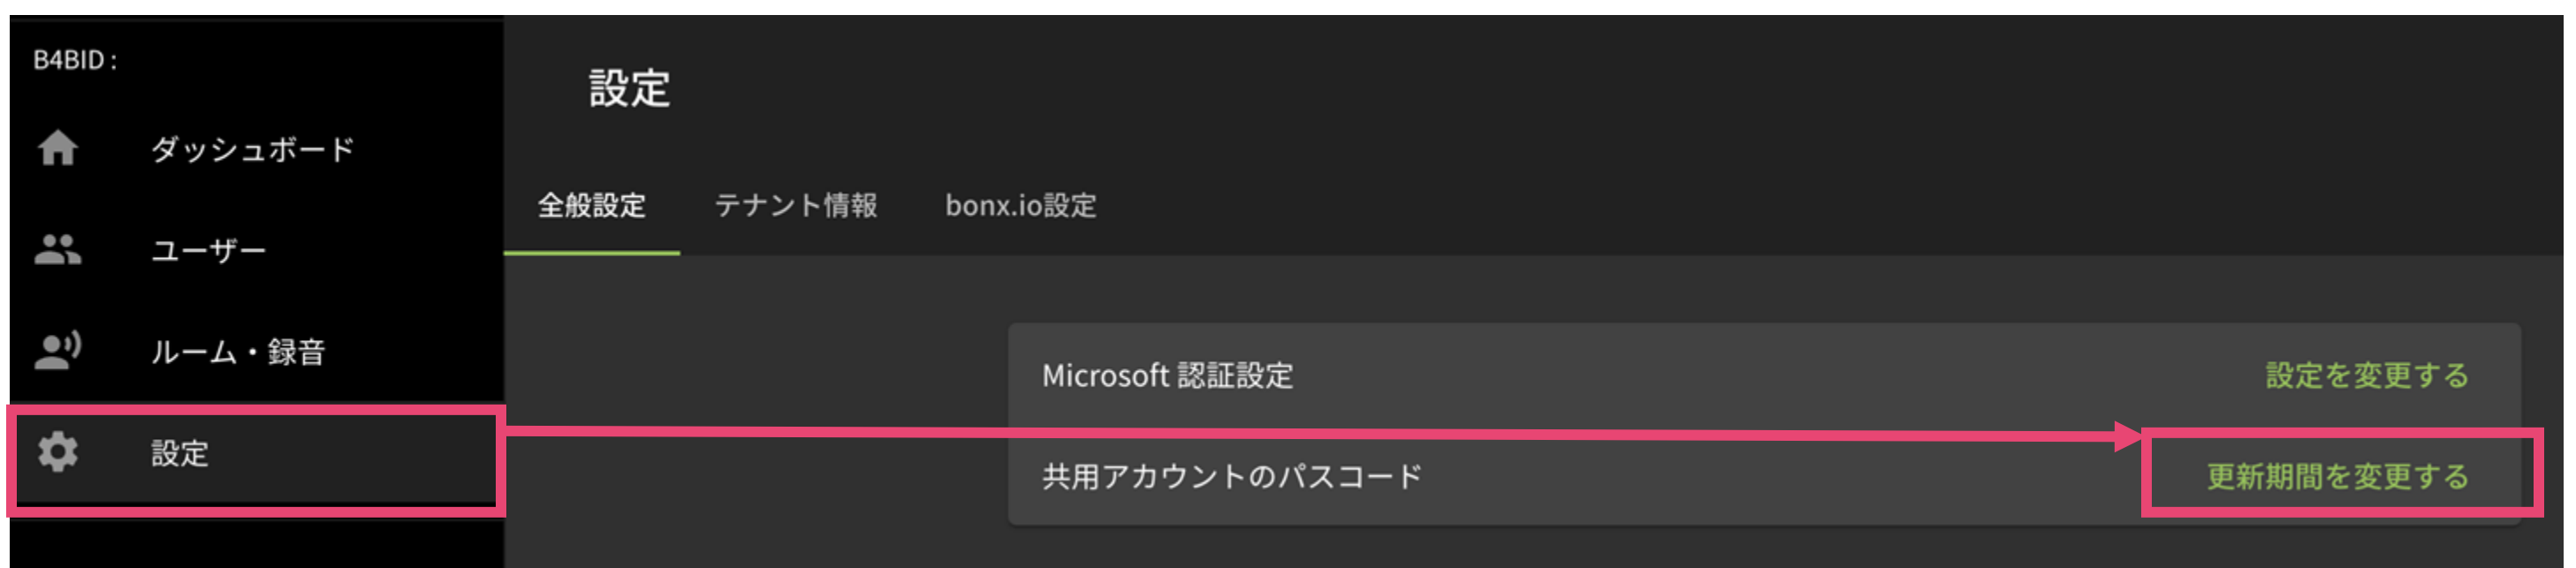 B4BID :
ダッシュボード
ユーザー
ルーム・録音
設定
設定
全般設定 テナント情報 bonx.io設定
Microsoft 認証設定 設定を変更する
共用アカウントのパスコード 更新期間を変更する